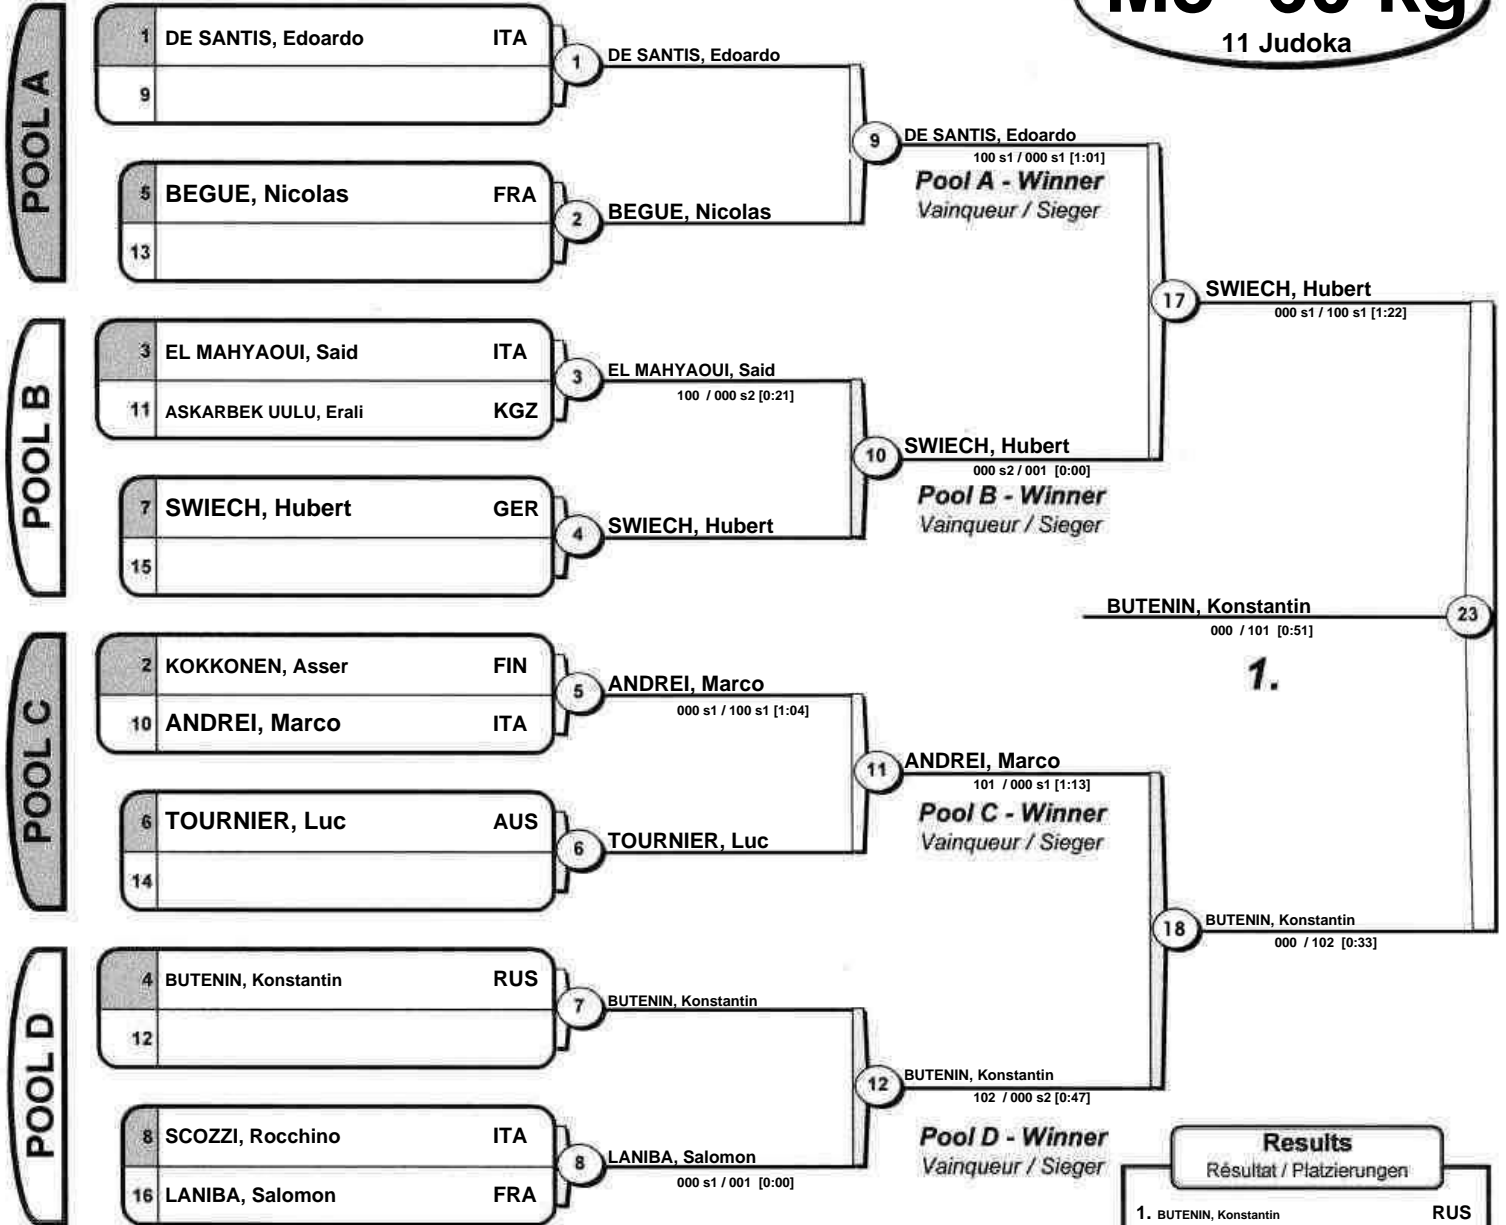 11 Judoka
POOL A
1 DE SANTIS, Edoardo ITA
9
5 BEGUE, Nicolas FRA
13
1 DE SANTIS, Edoardo
2 BEGUE, Nicolas
9 DE SANTIS, Edoardo
100 s1 / 000 s1 [1:01]
Pool A - Winner
Vainqueur / Sieger
POOL B
3 EL MAHYAOUI, Said ITA
11 ASKARBEK UULU, Erali KGZ
7 SWIECH, Hubert GER
15
3 EL MAHYAOUI, Said
100 / 000 s2 [0:21]
4 SWIECH, Hubert
10 SWIECH, Hubert
000 s2 / 001 [0:00]
Pool B - Winner
Vainqueur / Sieger
17 SWIECH, Hubert
000 s1 / 100 s1 [1:22]
BUTENIN, Konstantin 23
000 / 101 [0:51]
1.
POOL C
2 KOKKONEN, Asser FIN
10 ANDREI, Marco ITA
6 TOURNIER, Luc AUS
14
5 ANDREI, Marco
000 s1 / 100 s1 [1:04]
6 TOURNIER, Luc
11 ANDREI, Marco
101 / 000 s1 [1:13]
Pool C - Winner
Vainqueur / Sieger
18 BUTENIN, Konstantin
000 / 102 [0:33]
POOL D
4 BUTENIN, Konstantin RUS
12
8 SCOZZI, Rocchino ITA
16 LANIBA, Salomon FRA
7 BUTENIN, Konstantin
8 LANIBA, Salomon
000 s1 / 001 [0:00]
12 BUTENIN, Konstantin
102 / 000 s2 [0:47]
Pool D - Winner
Vainqueur / Sieger
Results
Résultat / Platzierungen
1. BUTENIN, Konstantin RUS